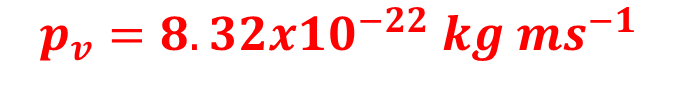 p_v = 8.32x10^{-22} kg ms^{-1}